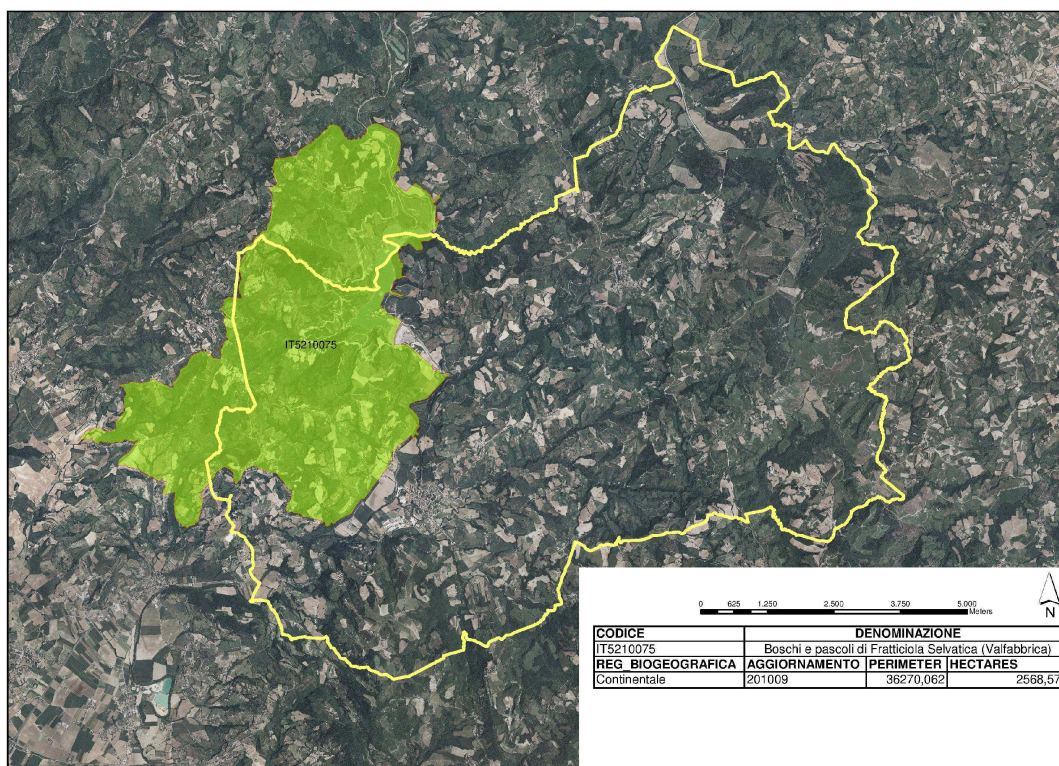 IT5210075
0 625 1.250 2.500 3.750 5.000
Meters
N
CODICE DENOMINAZIONE
IT5210075 Boschi e pascoli di Fratticiola Selvatica (Valfabbrica)
REG_BIOGEOGRAFICA AGGIORNAMENTO PERIMETER HECTARES
Continentale 201009 36270,062 2568,57